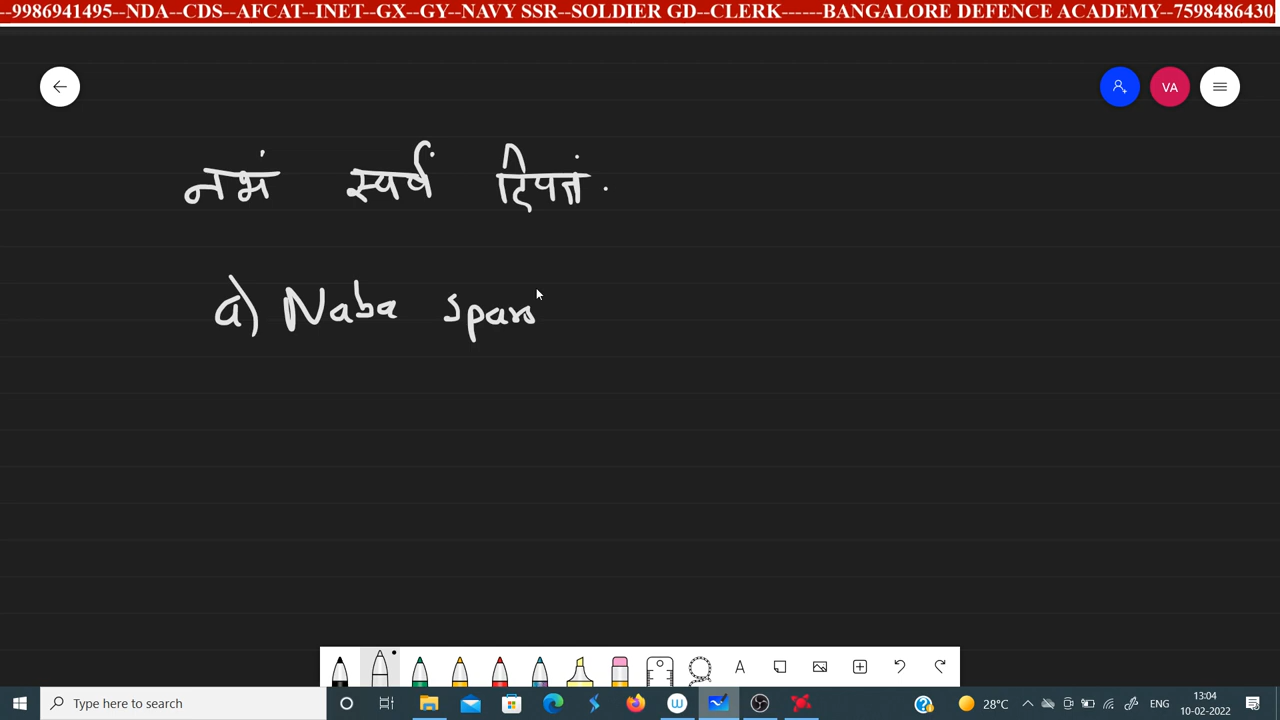 --9986941495--NDA--CDS--AFCAT--INET--GX--GY--NAVY SSR--SOLDIER GD--CLERK------BANGALORE DEFENCE ACADEMY--7598486430
VA
नभं स्पर्षं दिपतं.
a) Naba spars
A
Type here to search
28°C
ENG
13:04
10-02-2022